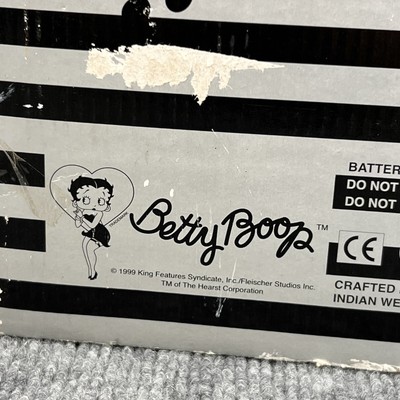 Betty Boop™
© 1999 King Features Syndicate, Inc./Fleischer Studios Inc.
TM of The Hearst Corporation
BATTER
DO NOT
DO NOT
CE
CRAFTED
INDIAN WE